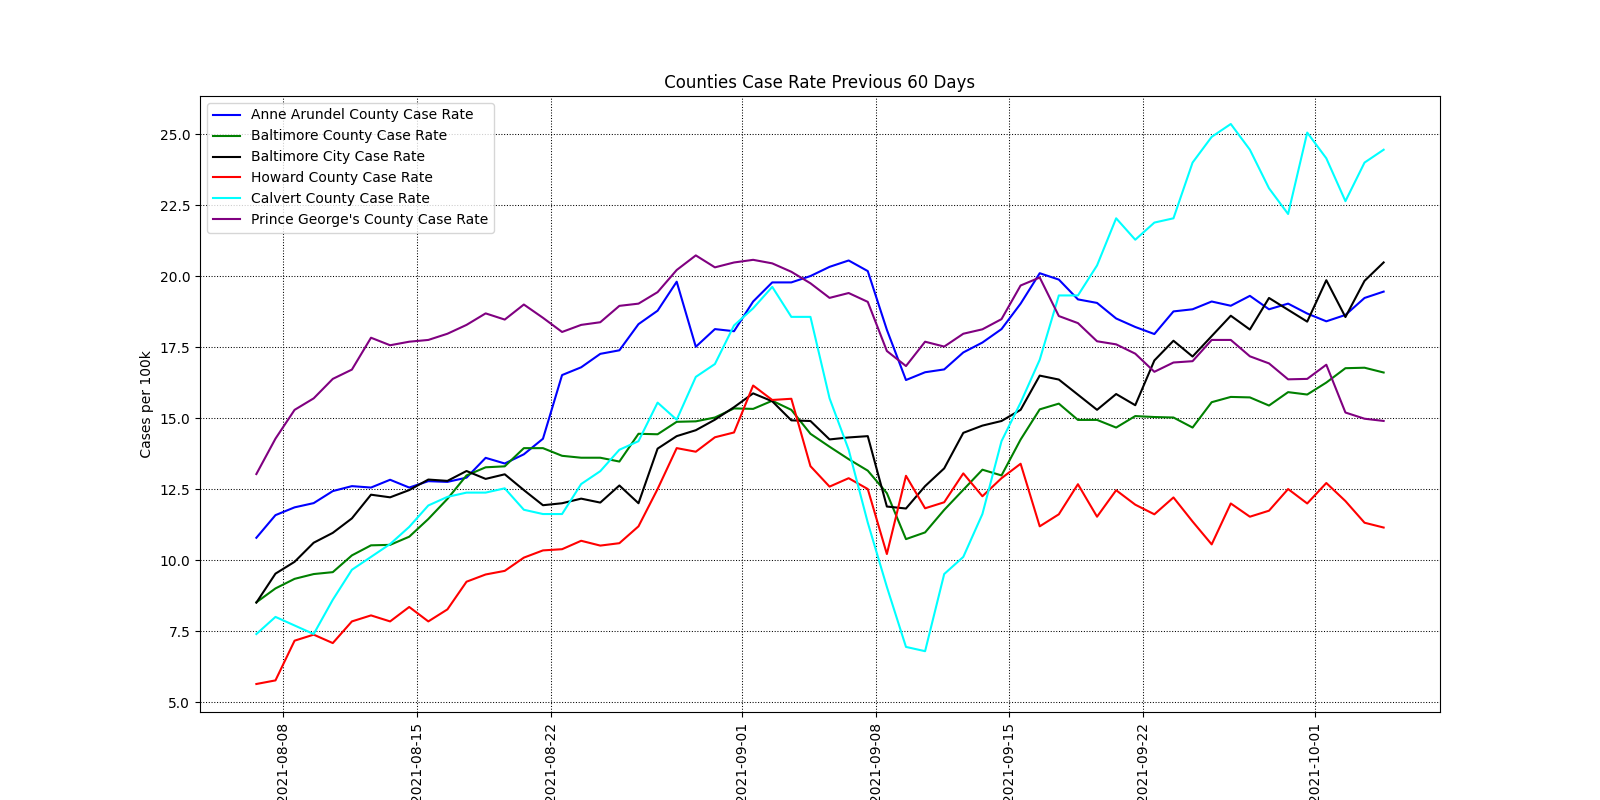 Counties Case Rate Previous 60 Days
Anne Arundel County Case Rate
Baltimore County Case Rate
Baltimore City Case Rate
Howard County Case Rate
Calvert County Case Rate
Prince George's County Case Rate
Cases per 100k
25.0
22.5
20.0
17.5
15.0
12.5
10.0
7.5
5.0
2021-08-08
2021-08-15
2021-08-22
2021-09-01
2021-09-08
2021-09-15
2021-09-22
2021-10-01